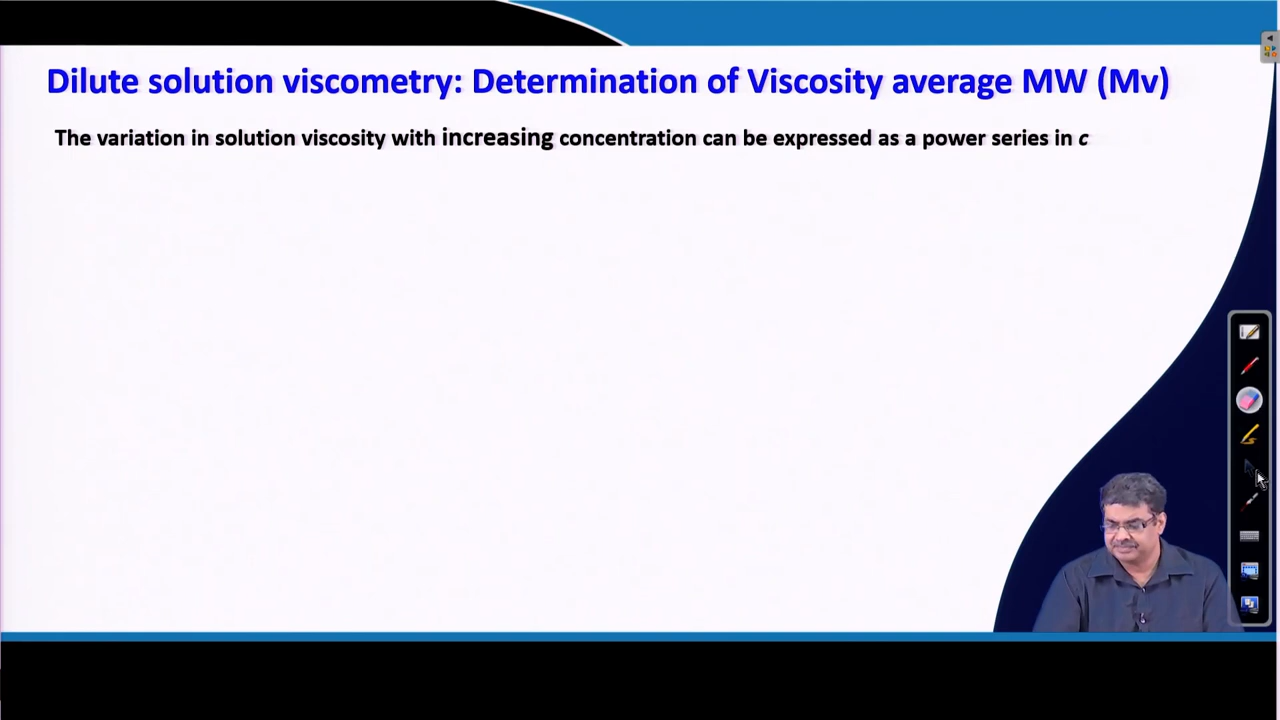 Dilute solution viscometry: Determination of Viscosity average MW (Mv)
The variation in solution viscosity with increasing concentration can be expressed as a power series in c